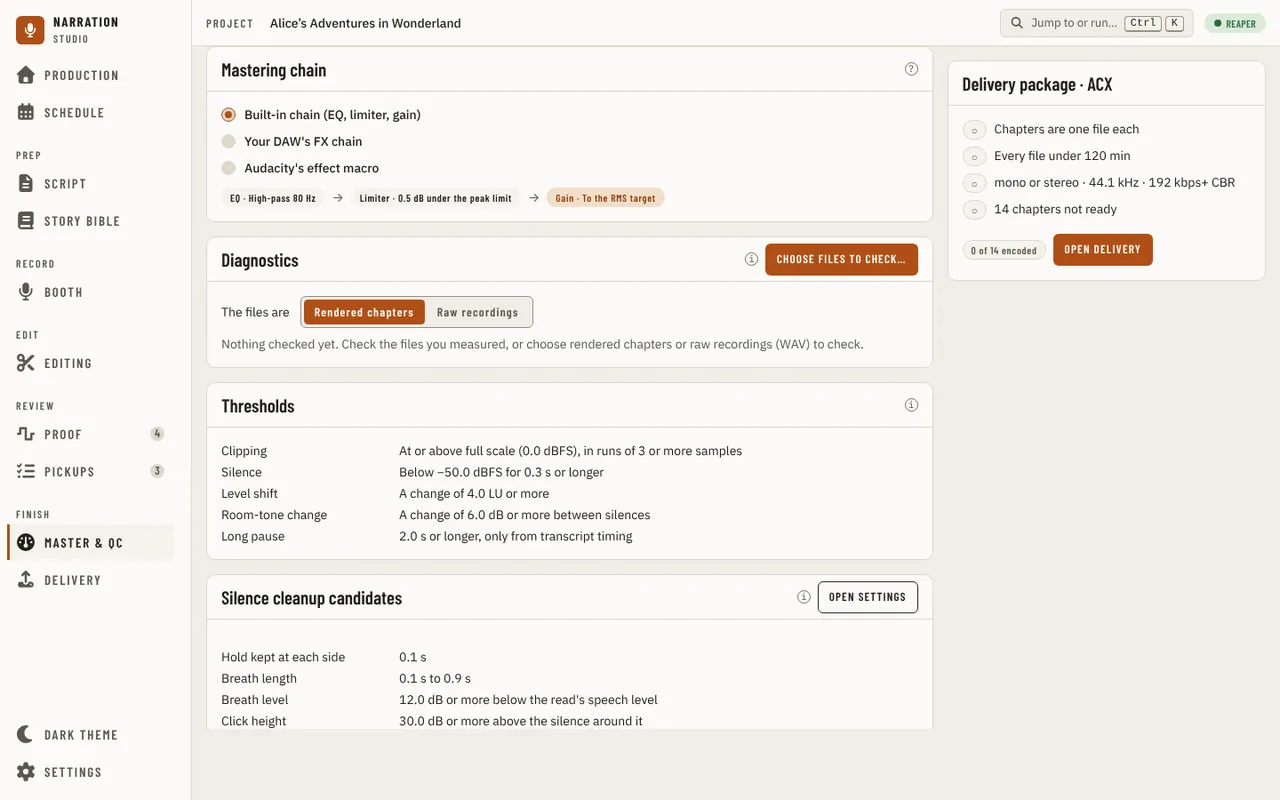 NARRATION
STUDIO
PRODUCTION
SCHEDULE
PREP
SCRIPT
STORY BIBLE
RECORD
BOOTH
EDIT
EDITING
REVIEW
PROOF 4
PICKUPS 3
FINISH
MASTER & QC
DELIVERY
DARK THEME
SETTINGS
PROJECT Alice’s Adventures in Wonderland
Jump to or run… Ctrl K
REAPER
Mastering chain
Built-in chain (EQ, limiter, gain)
Your DAW's FX chain
Audacity's effect macro
EQ · High-pass 80 Hz → Limiter · 0.5 dB under the peak limit → Gain · To the RMS target
Diagnostics
CHOOSE FILES TO CHECK…
The files are Rendered chapters Raw recordings
Nothing checked yet. Check the files you measured, or choose rendered chapters or raw recordings (WAV) to check.
Thresholds
Clipping At or above full scale (0.0 dBFS), in runs of 3 or more samples
Silence Below −50.0 dBFS for 0.3 s or longer
Level shift A change of 4.0 LU or more
Room-tone change A change of 6.0 dB or more between silences
Long pause 2.0 s or longer, only from transcript timing
Silence cleanup candidates
OPEN SETTINGS
Hold kept at each side 0.1 s
Breath length 0.1 s to 0.9 s
Breath level 12.0 dB or more below the read's speech level
Click height 30.0 dB or more above the silence around it
Delivery package · ACX
Chapters are one file each
Every file under 120 min
mono or stereo · 44.1 kHz · 192 kbps+ CBR
14 chapters not ready
0 of 14 encoded
OPEN DELIVERY